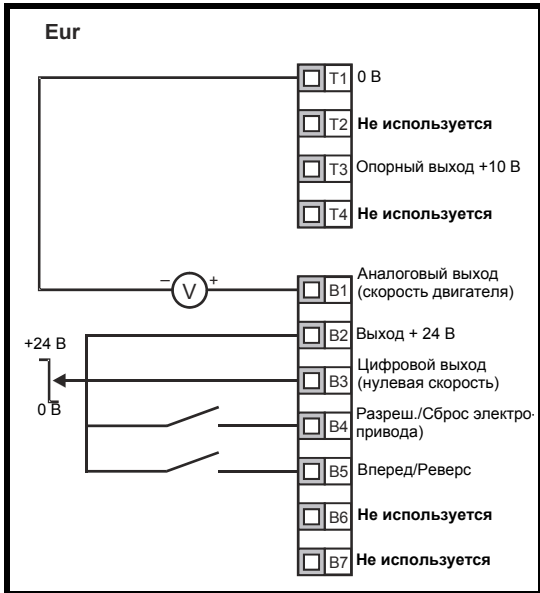 Eur
T1 0 В
T2 Не используется
T3 Опорный выход +10 В
T4 Не используется
– V +
B1 Аналоговый выход
(скорость двигателя)
B2 Выход + 24 В
+24 В
B3 Цифровой выход
(нулевая скорость)
0 В
B4 Разреш./Сброс электро-
привода)
B5 Вперед/Реверс
B6 Не используется
B7 Не используется